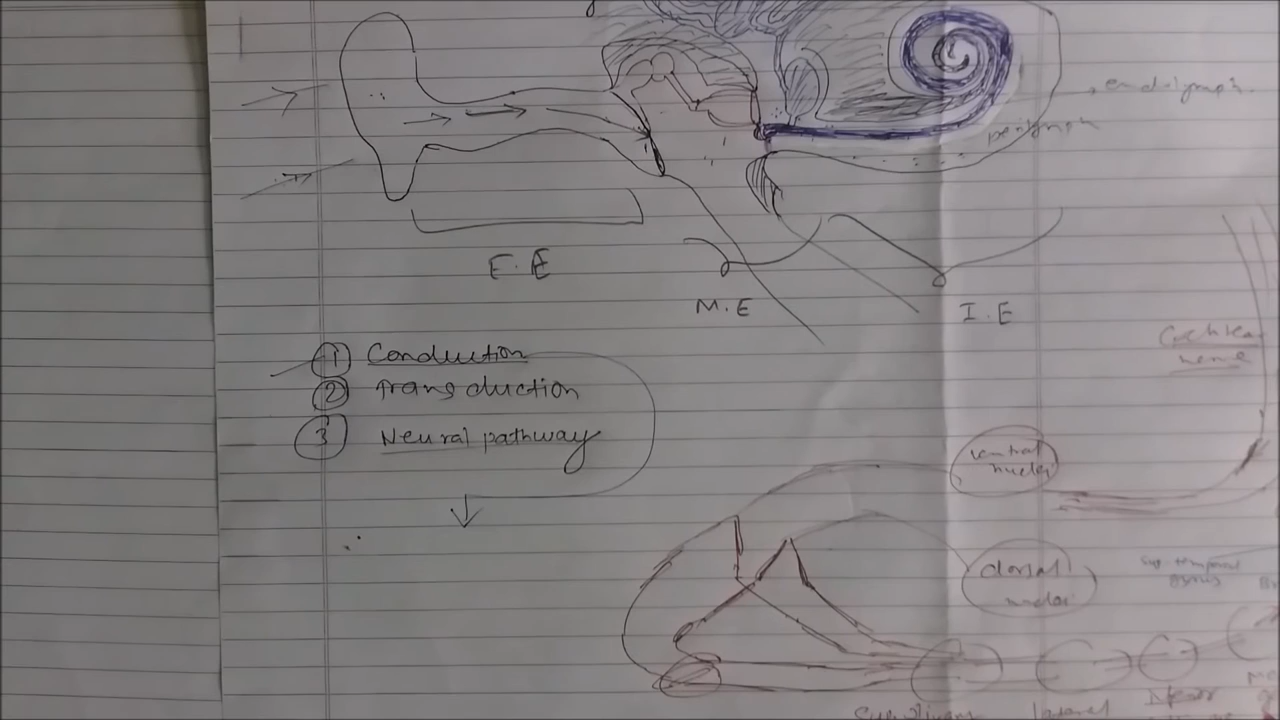 endolymph
perilymph
E.E
M.E
I.E
Cochlear
nerve
① Conduction
② Transduction
③ Neural pathway
ventral
nuclei
dorsal
nuclei
Sup. temporal
gyrus